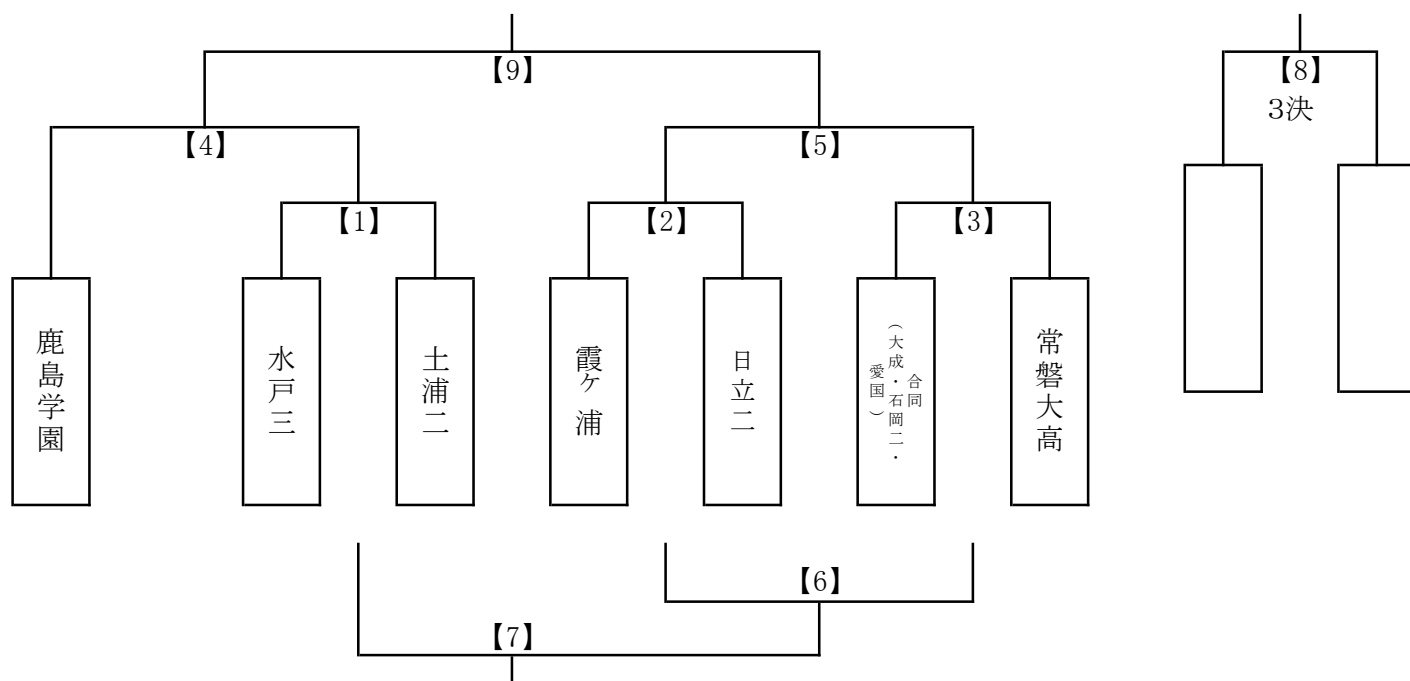 【9】
【8】
3決
【4】
【5】
【1】
【2】
【3】
鹿島学園
水戸三
土浦二
霞ケ浦
日立二
合同
（大成・石岡二・
愛国）
常磐大高
【6】
【7】